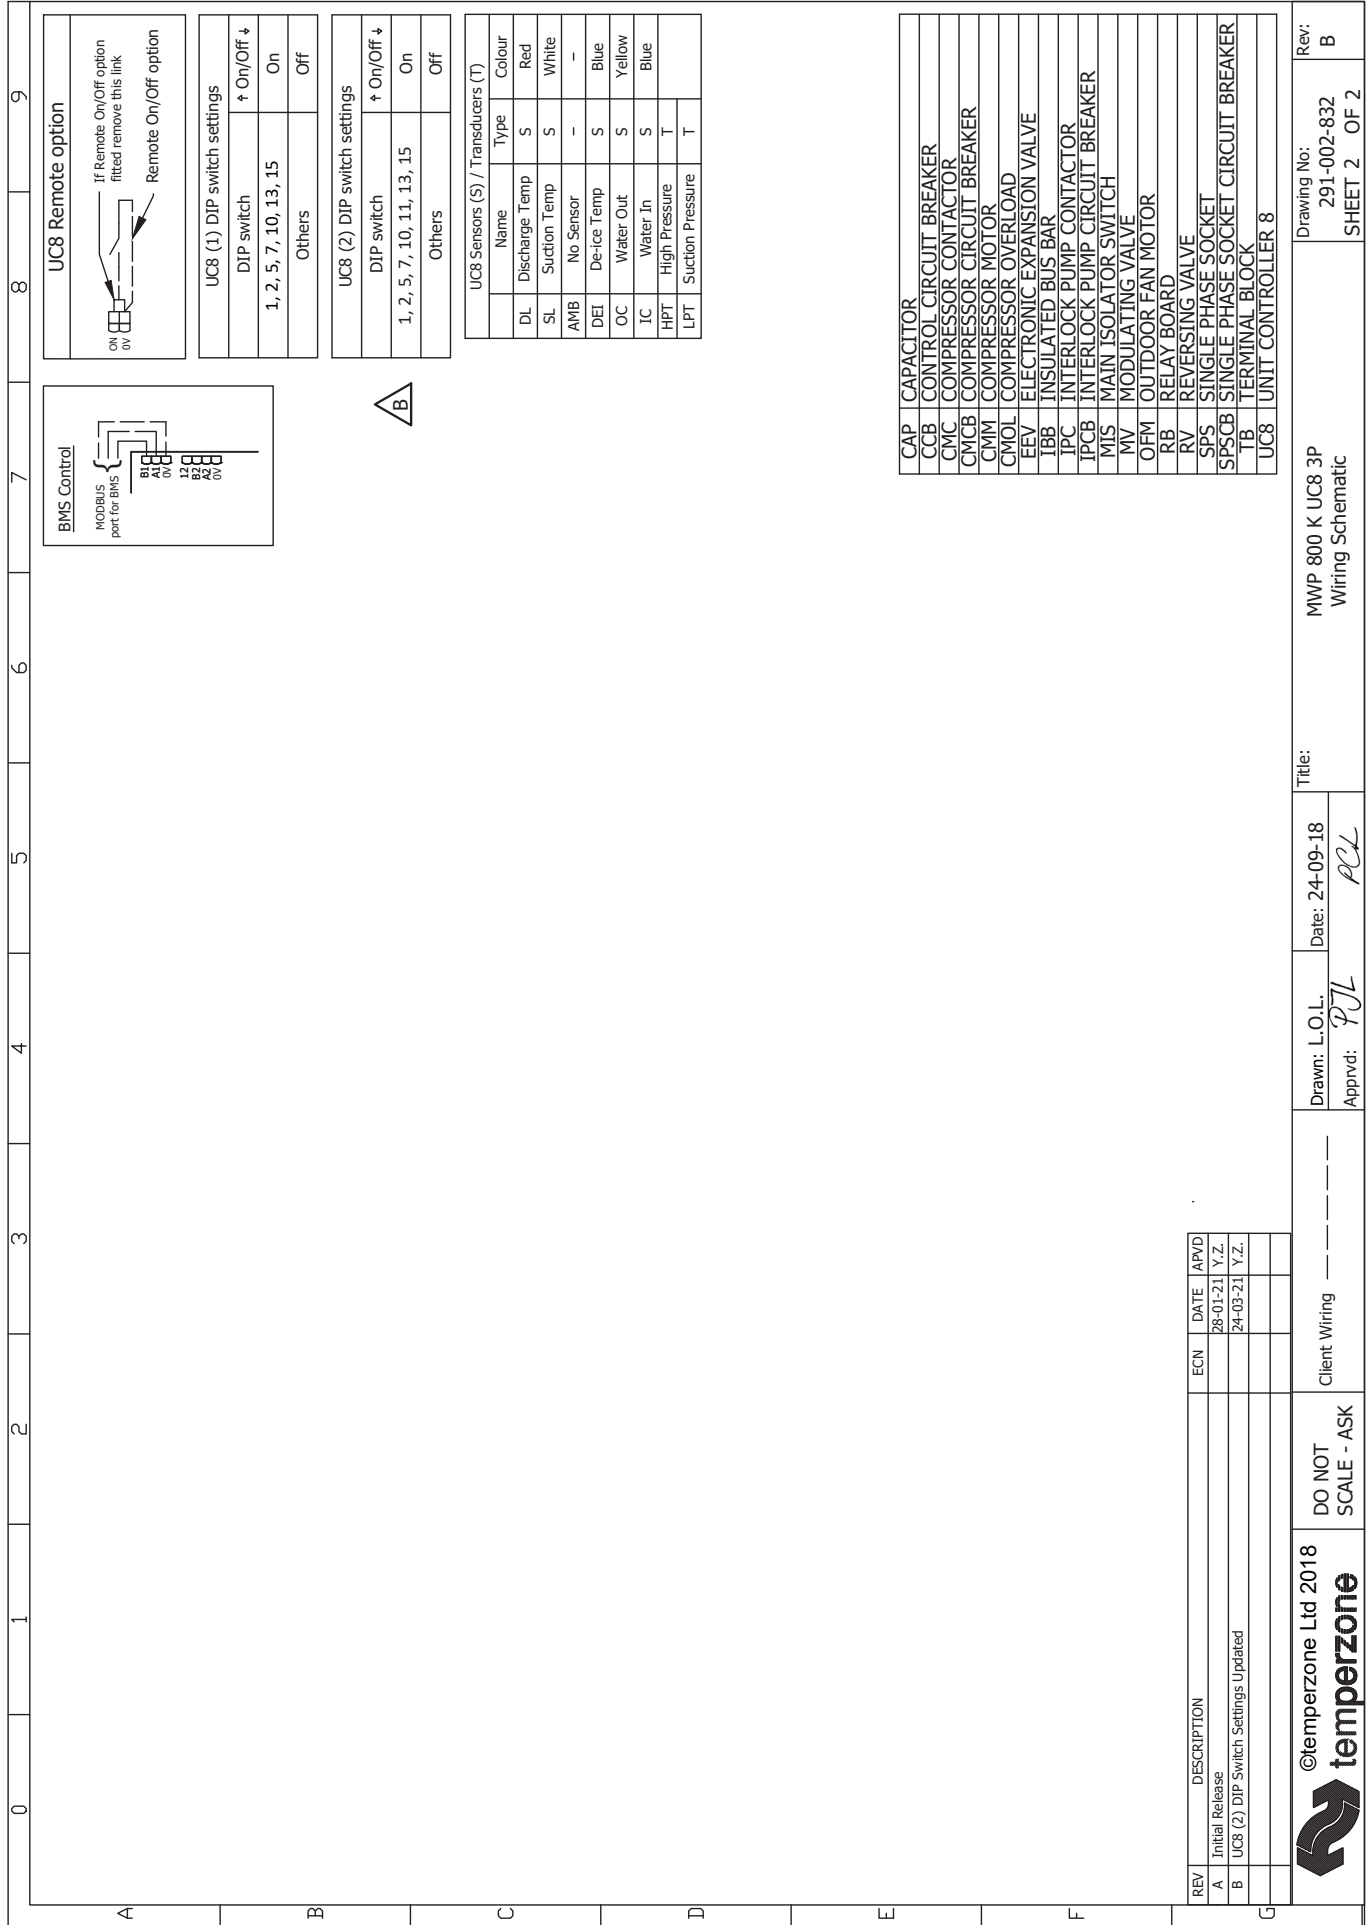 0 1 2 3 4 5 6 7 8 9
A
B
C
D
E
F
G
BMS Control
MODBUS
port for BMS
B1
A1
0V
12
B2
A2
0V
UC8 Remote option
ON
0V
If Remote On/Off option
fitted remove this link
Remote On/Off option
UC8 (1) DIP switch settings
DIP switch ↑ On/Off ↓
1, 2, 5, 7, 10, 13, 15 On
Others Off
UC8 (2) DIP switch settings
DIP switch ↑ On/Off ↓
1, 2, 5, 7, 10, 11, 13, 15 On
Others Off
B
UC8 Sensors (S) / Transducers (T)
Name Type Colour
DL Discharge Temp S Red
SL Suction Temp S White
AMB No Sensor – –
DEI De-ice Temp S Blue
OC Water Out S Yellow
IC Water In S Blue
HPT High Pressure T
LPT Suction Pressure T
CAP CAPACITOR
CCB CONTROL CIRCUIT BREAKER
CMC COMPRESSOR CONTACTOR
CMCB COMPRESSOR CIRCUIT BREAKER
CMM COMPRESSOR MOTOR
CMOL COMPRESSOR OVERLOAD
EEV ELECTRONIC EXPANSION VALVE
IBB INSULATED BUS BAR
IPC INTERLOCK PUMP CONTACTOR
IPCB INTERLOCK PUMP CIRCUIT BREAKER
MIS MAIN ISOLATOR SWITCH
MV MODULATING VALVE
OFM OUTDOOR FAN MOTOR
RB RELAY BOARD
RV REVERSING VALVE
SPS SINGLE PHASE SOCKET
SPSCB SINGLE PHASE SOCKET CIRCUIT BREAKER
TB TERMINAL BLOCK
UC8 UNIT CONTROLLER 8
REV DESCRIPTION ECN DATE APVD
A Initial Release 28-01-21 Y.Z.
B UC8 (2) DIP Switch Settings Updated 24-03-21 Y.Z.
©temperzone Ltd 2018
temperzone
DO NOT
SCALE - ASK
Client Wiring
Drawn: L.O.L.
Date: 24-09-18
Apprvd: PJL PCL
Title:
MWP 800 K UC8 3P
Wiring Schematic
Drawing No:
291-002-832
SHEET 2 OF 2
Rev:
B